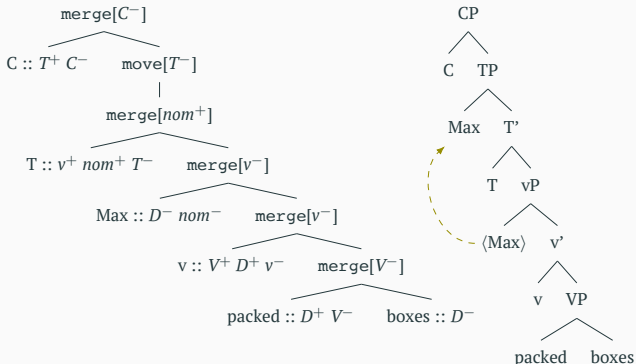 merge[C⁻]
C :: T⁺ C⁻ move[T⁻]
merge[nom⁺]
T :: v⁺ nom⁺ T⁻ merge[v⁻]
Max :: D⁻ nom⁻ merge[v⁻]
v :: V⁺ D⁺ v⁻ merge[V⁻]
packed :: D⁺ V⁻ boxes :: D⁻
CP
C TP
Max T’
T vP
⟨Max⟩ v’
v VP
packed boxes